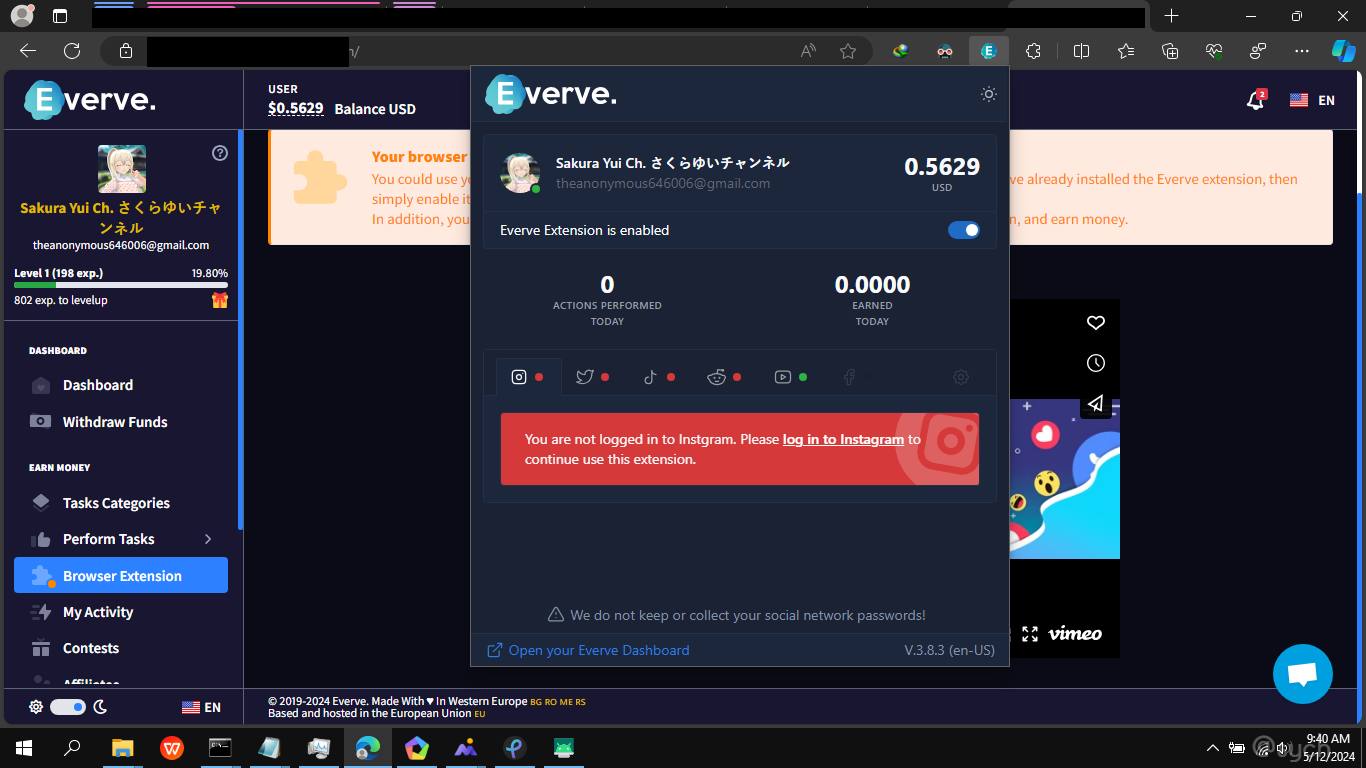 Everve.
USER
$0.5629 Balance USD
2
EN
Sakura Yui Ch. さくらゆいチャ
ンネル
theanonymous646006@gmail.com
Level 1 (198 exp.) 19.80%
802 exp. to levelup
DASHBOARD
Dashboard
Withdraw Funds
EARN MONEY
Tasks Categories
Perform Tasks
Browser Extension
My Activity
Contests
Affiliates
EN
Your browser
You could use yo
simply enable it
In addition, you
ve already installed the Everve extension, then
n, and earn money.
Everve.
Sakura Yui Ch. さくらゆいチャンネル
theanonymous646006@gmail.com
0.5629
USD
Everve Extension is enabled
0
ACTIONS PERFORMED
TODAY
0.0000
EARNED
TODAY
You are not logged in to Instgram. Please log in to Instagram to
continue use this extension.
We do not keep or collect your social network passwords!
Open your Everve Dashboard
V.3.8.3 (en-US)
vimeo
© 2019-2024 Everve. Made With ♥ In Western Europe BG RO ME RS
Based and hosted in the European Union EU
9:40 AM
5/12/2024